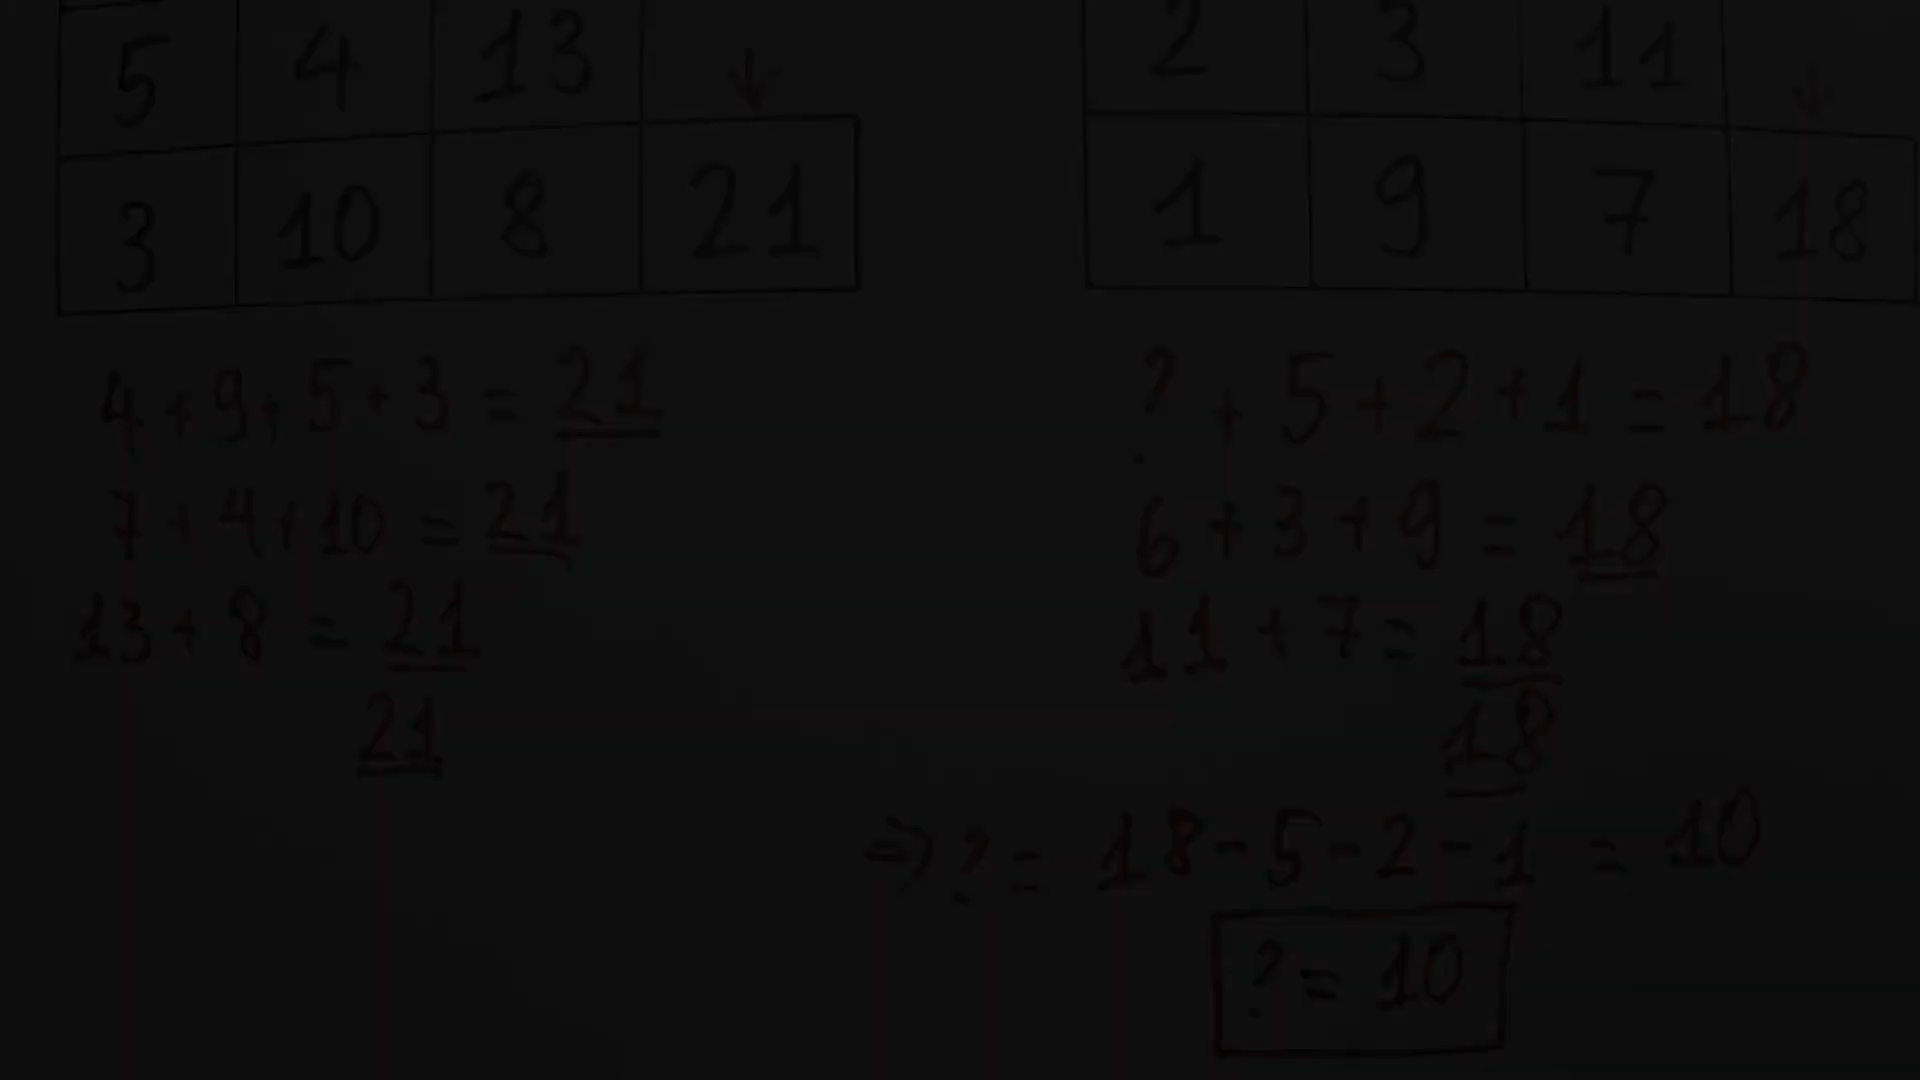 5 4 13 ↓
3 10 8 21
4+9+5+3 = 21
7+4+10 = 21
13+8 = 21
21
2 3 11 ↓
1 9 7 18
?+5+2+1 = 18
6+3+9 = 18
11+7 = 18
18
⇒ ? = 18-5-2-1 = 10
? = 10